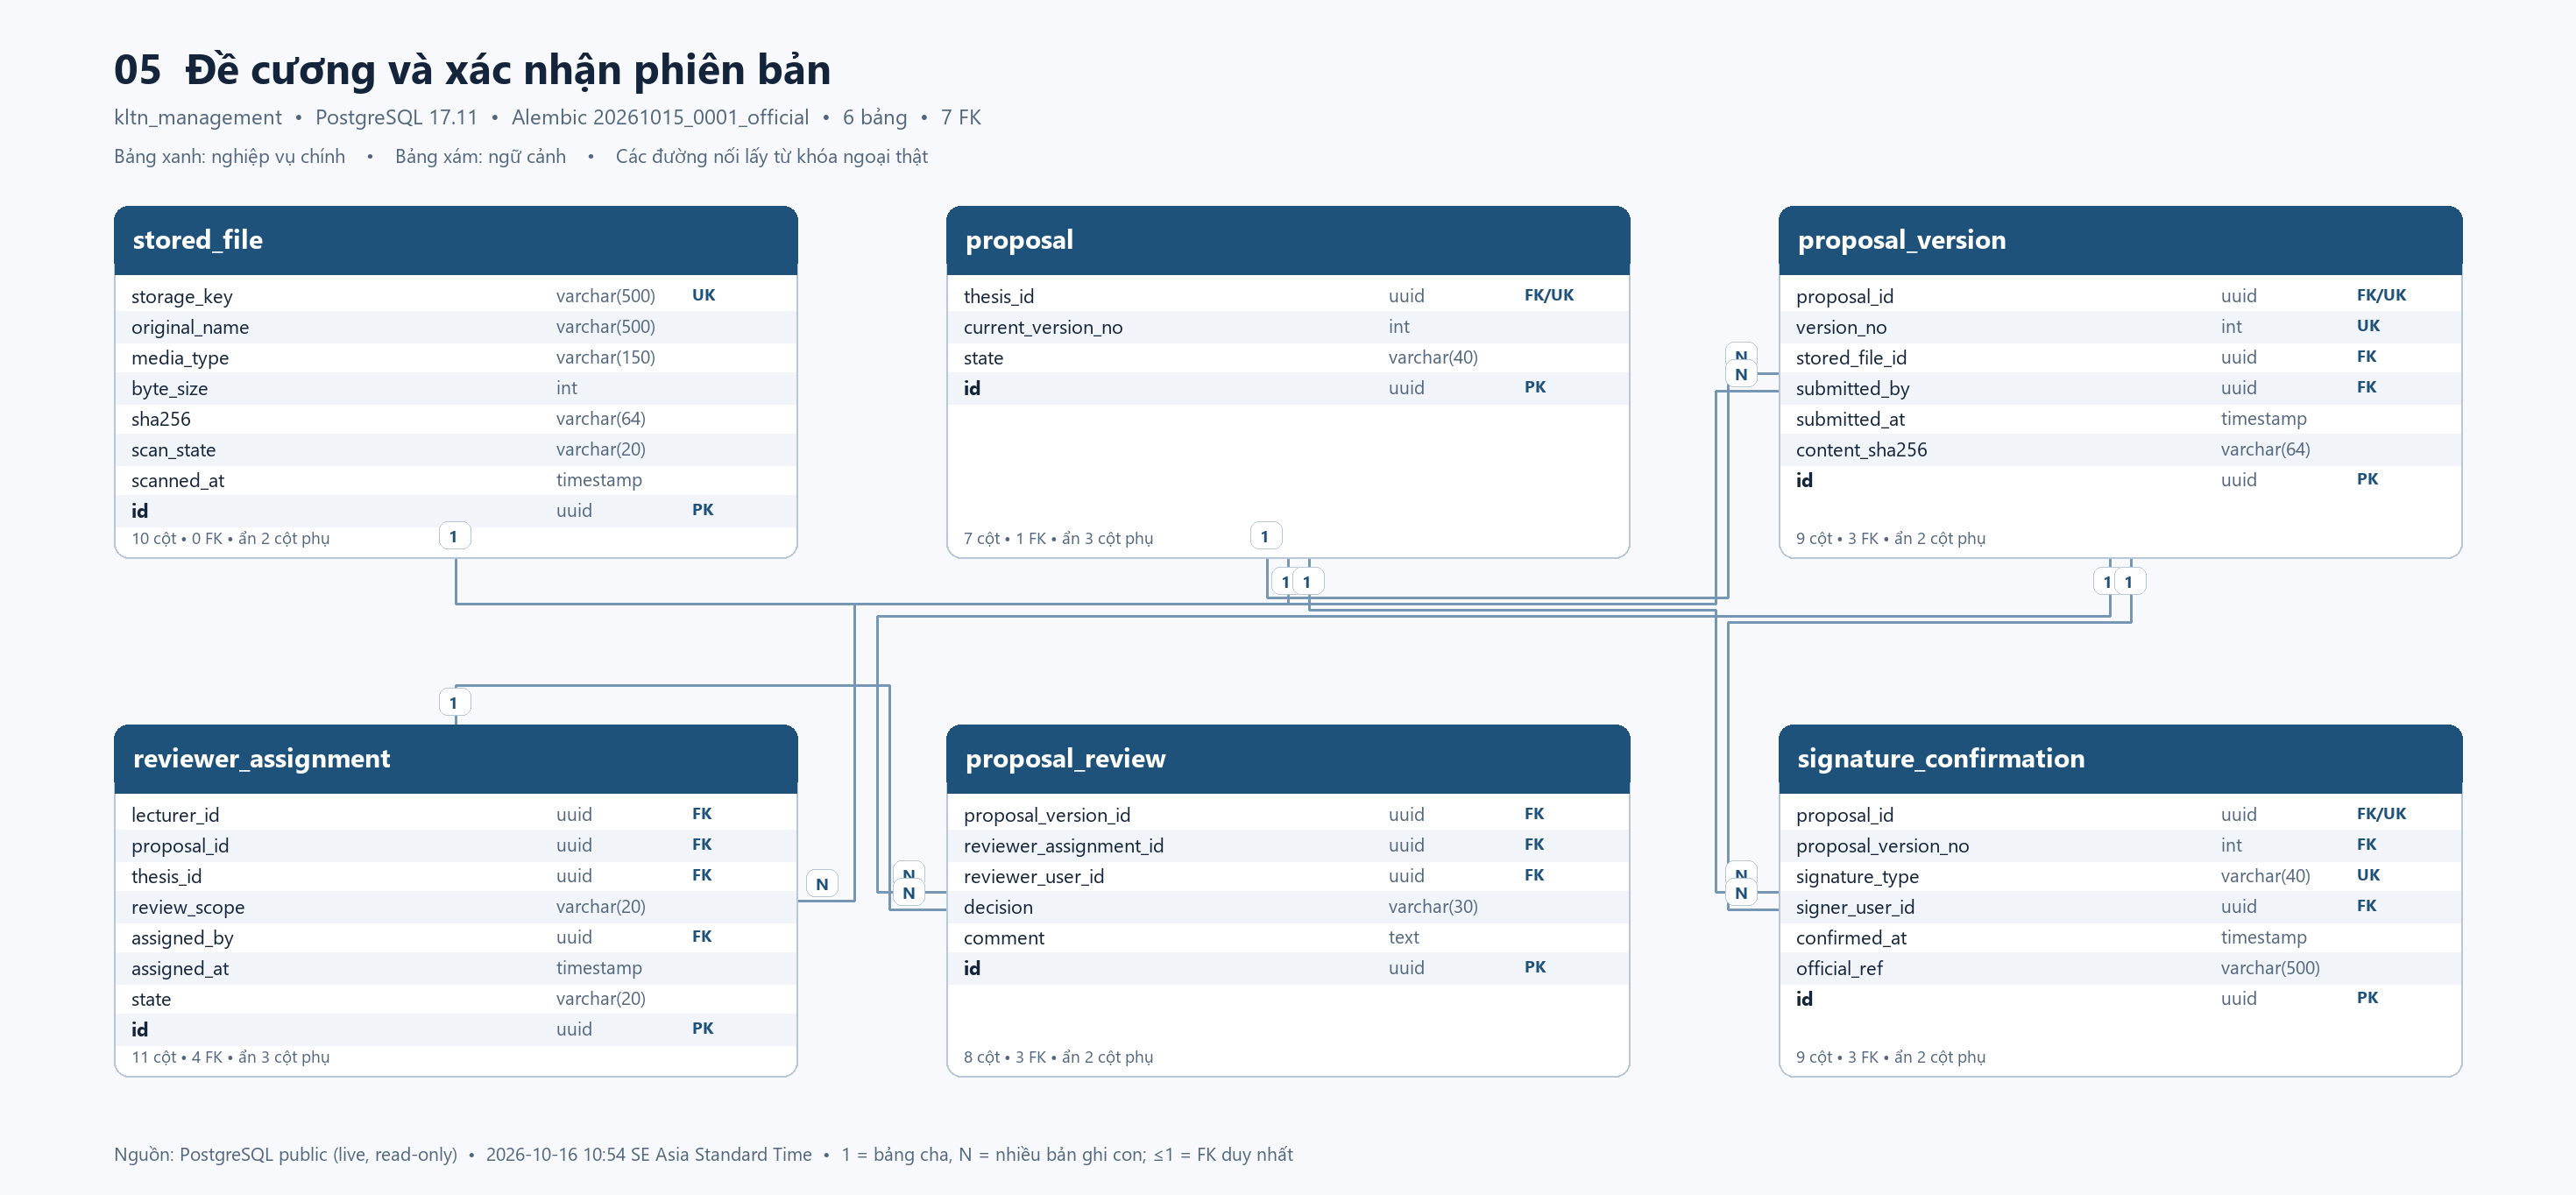 05 Đề cương và xác nhận phiên bản
kltn_management • PostgreSQL 17.11 • Alembic 20261015_0001_official • 6 bảng • 7 FK
Bảng xanh: nghiệp vụ chính • Bảng xám: ngữ cảnh • Các đường nối lấy từ khóa ngoại thật
stored_file
storage_key varchar(500) UK
original_name varchar(500)
media_type varchar(150)
byte_size int
sha256 varchar(64)
scan_state varchar(20)
scanned_at timestamp
id uuid PK
10 cột • 0 FK • ẩn 2 cột phụ
1
proposal
thesis_id uuid FK/UK
current_version_no int
state varchar(40)
id uuid PK
7 cột • 1 FK • ẩn 3 cột phụ
1
1
1
proposal_version
proposal_id uuid FK/UK
version_no int UK
stored_file_id uuid FK
submitted_by uuid FK
submitted_at timestamp
content_sha256 varchar(64)
id uuid PK
9 cột • 3 FK • ẩn 2 cột phụ
N
N
1
1
reviewer_assignment
1
lecturer_id uuid FK
proposal_id uuid FK
thesis_id uuid FK
review_scope varchar(20)
assigned_by uuid FK
assigned_at timestamp
state varchar(20)
id uuid PK
11 cột • 4 FK • ẩn 3 cột phụ
N
proposal_review
proposal_version_id uuid FK
reviewer_assignment_id uuid FK
reviewer_user_id uuid FK
decision varchar(30)
comment text
id uuid PK
8 cột • 3 FK • ẩn 2 cột phụ
N
N
signature_confirmation
proposal_id uuid FK/UK
proposal_version_no int FK
signature_type varchar(40) UK
signer_user_id uuid FK
confirmed_at timestamp
official_ref varchar(500)
id uuid PK
9 cột • 3 FK • ẩn 2 cột phụ
N
N
Nguồn: PostgreSQL public (live, read-only) • 2026-10-16 10:54 SE Asia Standard Time • 1 = bảng cha, N = nhiều bản ghi con; ≤1 = FK duy nhất